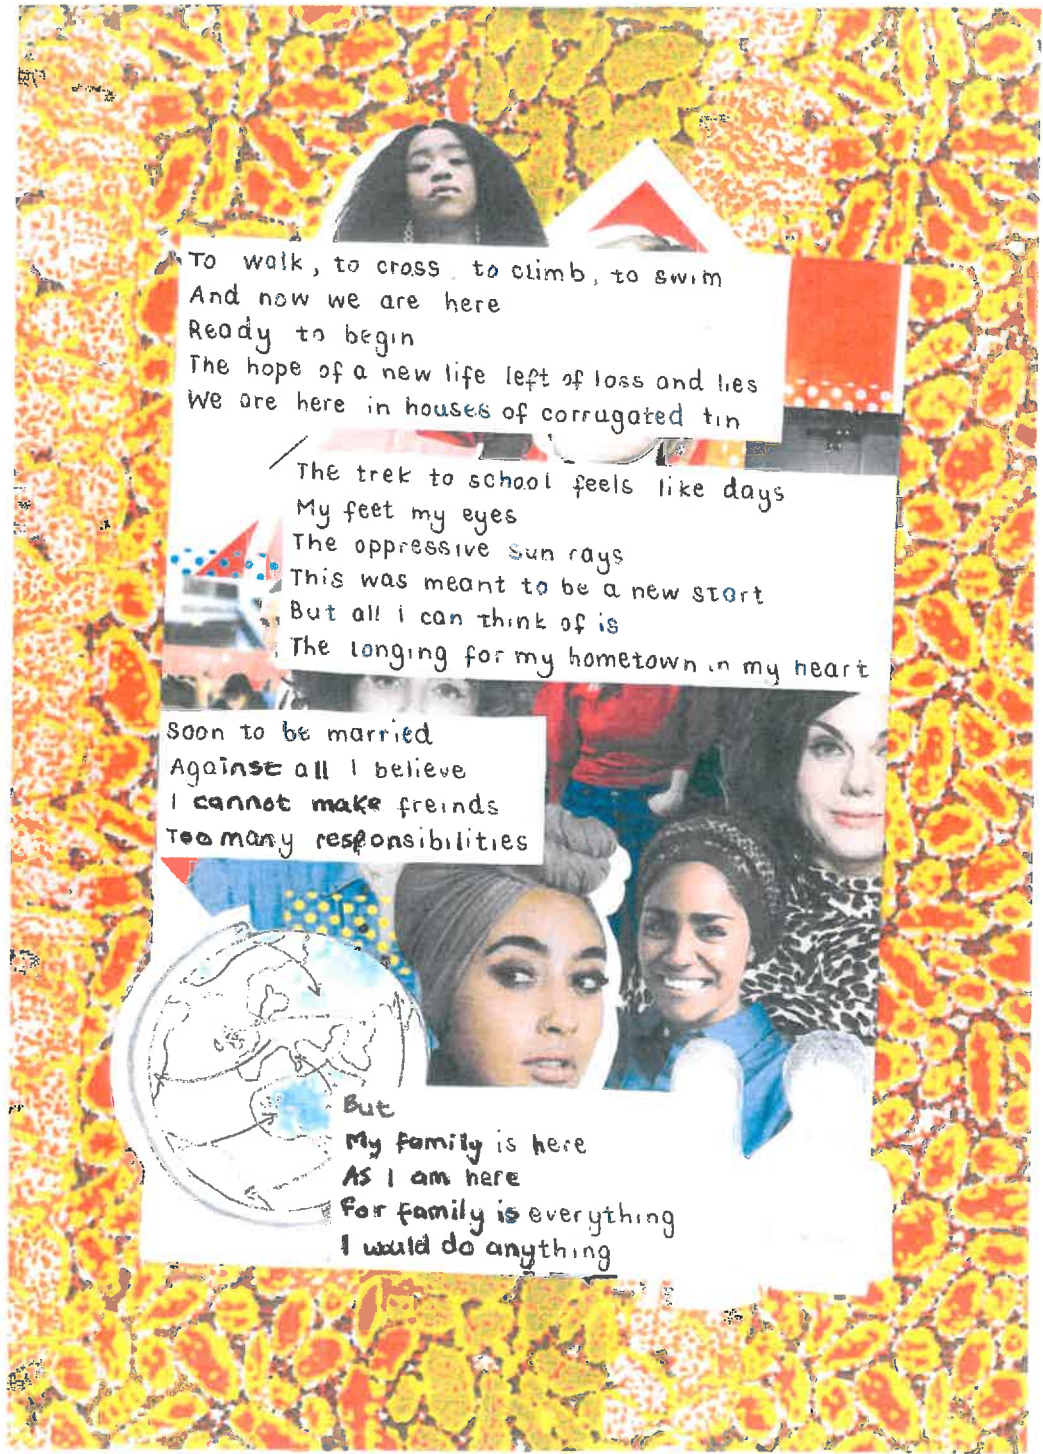 To walk, to cross, to climb, to swim
And now we are here
Ready to begin
The hope of a new life left of loss and lies
We are here in houses of corrugated tin
The trek to school feels like days
My feet my eyes
The oppressive sun rays
This was meant to be a new start
But all i can think of is
The longing for my hometown in my heart
Soon to be married
Against all I believe
I cannot make freinds
Too many responsibilities
But
My family is here
AS I am here
For family is everything
I would do anything